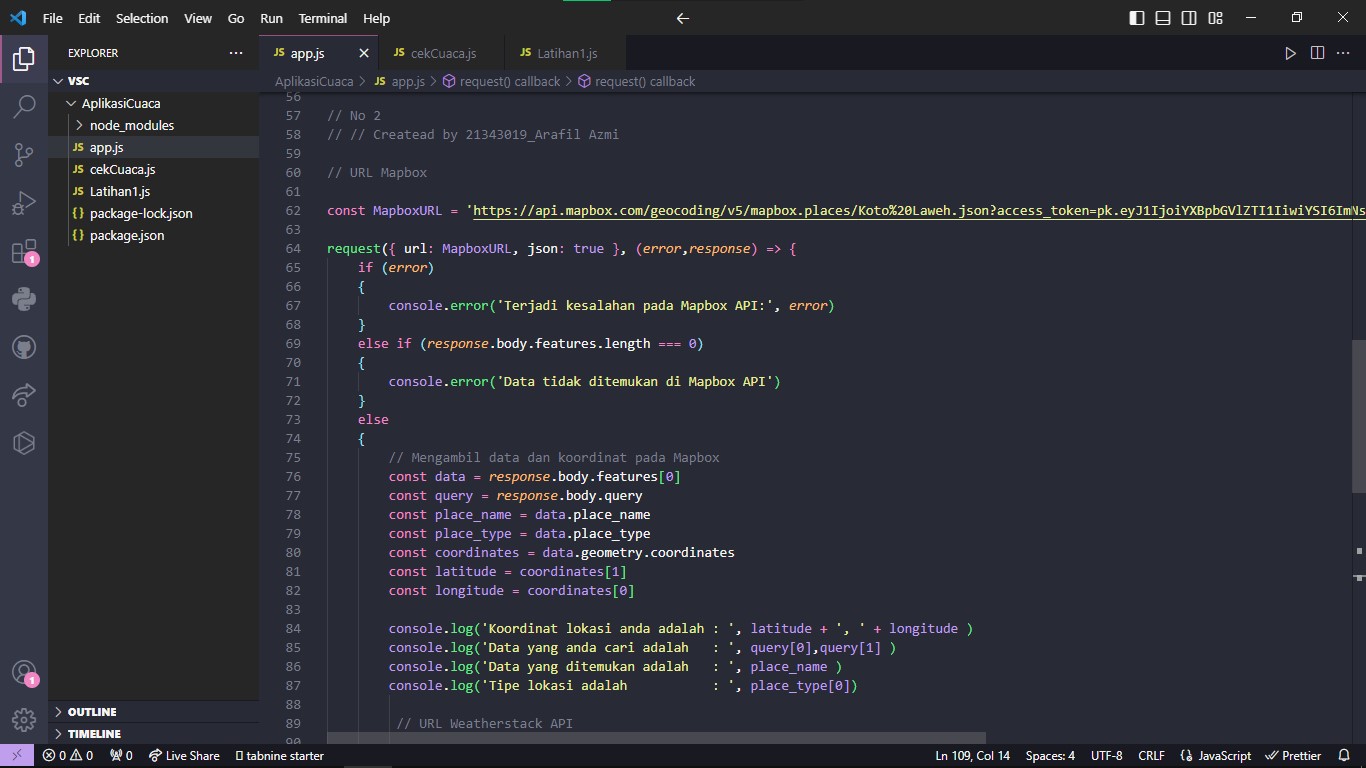 File Edit Selection View Go Run Terminal Help
EXPLORER
JS app.js
JS cekCuaca.js
JS Latihan1.js
VSC
AplikasiCuaca
node_modules
JS app.js
JS cekCuaca.js
JS Latihan1.js
{} package-lock.json
{} package.json
OUTLINE
TIMELINE
1
1
AplikasiCuaca > JS app.js > request() callback > request() callback
56
57 // No 2
58 // // Createad by 21343019_Arafil Azmi
59
60 // URL Mapbox
61
62 const MapboxURL = 'https://api.mapbox.com/geocoding/v5/mapbox.places/Koto%20Laweh.json?access_token=pk.eyJ1IjoiYXBpbGVlZTI1IiwiYSI6ImNs
63
64 request({ url: MapboxURL, json: true }, (error,response) => {
65 if (error)
66 {
67 console.error('Terjadi kesalahan pada Mapbox API:', error)
68 }
69 else if (response.body.features.length === 0)
70 {
71 console.error('Data tidak ditemukan di Mapbox API')
72 }
73 else
74 {
75 // Mengambil data dan koordinat pada Mapbox
76 const data = response.body.features[0]
77 const query = response.body.query
78 const place_name = data.place_name
79 const place_type = data.place_type
80 const coordinates = data.geometry.coordinates
81 const latitude = coordinates[1]
82 const longitude = coordinates[0]
83
84 console.log('Koordinat lokasi anda adalah : ', latitude + ', ' + longitude )
85 console.log('Data yang anda cari adalah   : ', query[0],query[1] )
86 console.log('Data yang ditemukan adalah   : ', place_name )
87 console.log('Tipe lokasi adalah           : ', place_type[0])
88
89 // URL Weatherstack API
90
0 0 0 Live Share tabnine starter Ln 109, Col 14 Spaces: 4 UTF-8 CRLF {} JavaScript Prettier